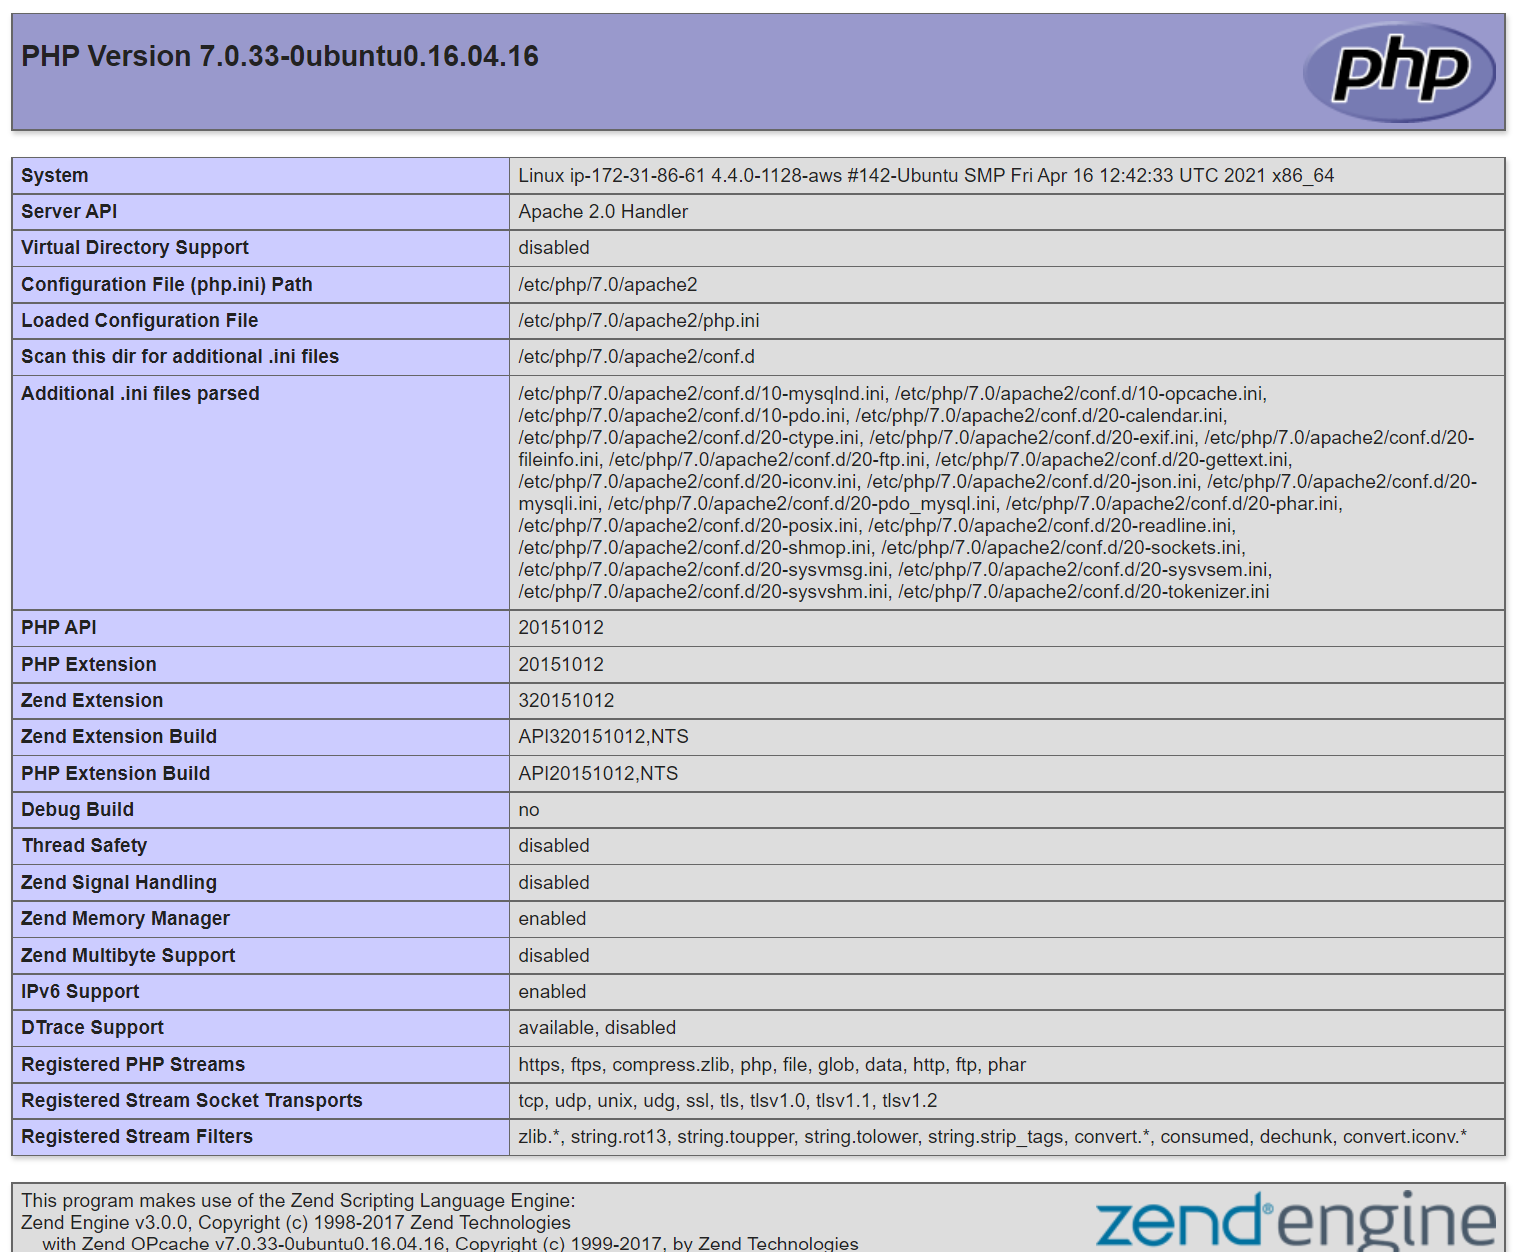 PHP Version 7.0.33-0ubuntu0.16.04.16
php
System Linux ip-172-31-86-61 4.4.0-1128-aws #142-Ubuntu SMP Fri Apr 16 12:42:33 UTC 2021 x86_64
Server API Apache 2.0 Handler
Virtual Directory Support disabled
Configuration File (php.ini) Path /etc/php/7.0/apache2
Loaded Configuration File /etc/php/7.0/apache2/php.ini
Scan this dir for additional .ini files /etc/php/7.0/apache2/conf.d
Additional .ini files parsed /etc/php/7.0/apache2/conf.d/10-mysqlnd.ini, /etc/php/7.0/apache2/conf.d/10-opcache.ini,
/etc/php/7.0/apache2/conf.d/10-pdo.ini, /etc/php/7.0/apache2/conf.d/20-calendar.ini,
/etc/php/7.0/apache2/conf.d/20-ctype.ini, /etc/php/7.0/apache2/conf.d/20-exif.ini, /etc/php/7.0/apache2/conf.d/20-
fileinfo.ini, /etc/php/7.0/apache2/conf.d/20-ftp.ini, /etc/php/7.0/apache2/conf.d/20-gettext.ini,
/etc/php/7.0/apache2/conf.d/20-iconv.ini, /etc/php/7.0/apache2/conf.d/20-json.ini, /etc/php/7.0/apache2/conf.d/20-
mysqli.ini, /etc/php/7.0/apache2/conf.d/20-pdo_mysql.ini, /etc/php/7.0/apache2/conf.d/20-phar.ini,
/etc/php/7.0/apache2/conf.d/20-posix.ini, /etc/php/7.0/apache2/conf.d/20-readline.ini,
/etc/php/7.0/apache2/conf.d/20-shmop.ini, /etc/php/7.0/apache2/conf.d/20-sockets.ini,
/etc/php/7.0/apache2/conf.d/20-sysvmsg.ini, /etc/php/7.0/apache2/conf.d/20-sysvsem.ini,
/etc/php/7.0/apache2/conf.d/20-sysvshm.ini, /etc/php/7.0/apache2/conf.d/20-tokenizer.ini
PHP API 20151012
PHP Extension 20151012
Zend Extension 320151012
Zend Extension Build API320151012,NTS
PHP Extension Build API20151012,NTS
Debug Build no
Thread Safety disabled
Zend Signal Handling disabled
Zend Memory Manager enabled
Zend Multibyte Support disabled
IPv6 Support enabled
DTrace Support available, disabled
Registered PHP Streams https, ftps, compress.zlib, php, file, glob, data, http, ftp, phar
Registered Stream Socket Transports tcp, udp, unix, udg, ssl, tls, tlsv1.0, tlsv1.1, tlsv1.2
Registered Stream Filters zlib.*, string.rot13, string.toupper, string.tolower, string.strip_tags, convert.*, consumed, dechunk, convert.iconv.*
This program makes use of the Zend Scripting Language Engine:
Zend Engine v3.0.0, Copyright (c) 1998-2017 Zend Technologies
with Zend OPcache v7.0.33-0ubuntu0.16.04.16, Copyright (c) 1999-2017, by Zend Technologies
zend® engine